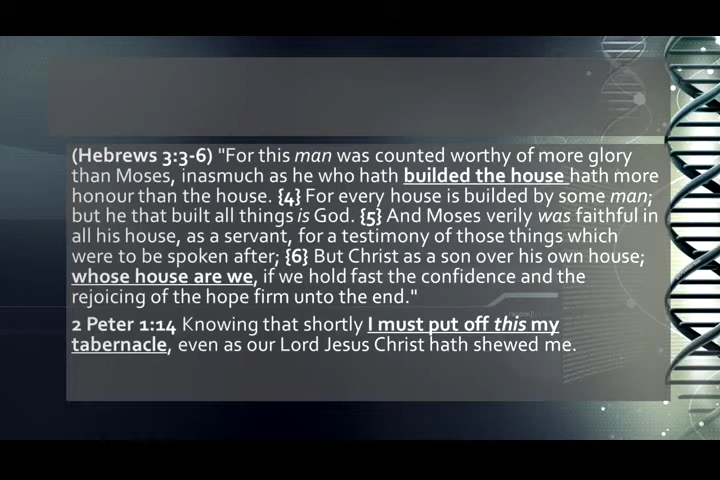 (Hebrews 3:3-6) "For this man was counted worthy of more glory
than Moses, inasmuch as he who hath builded the house hath more
honour than the house. {4} For every house is builded by some man;
but he that built all things is God. {5} And Moses verily was faithful in
all his house, as a servant, for a testimony of those things which
were to be spoken after; {6} But Christ as a son over his own house;
whose house are we, if we hold fast the confidence and the
rejoicing of the hope firm unto the end."
2 Peter 1:14 Knowing that shortly I must put off this my
tabernacle, even as our Lord Jesus Christ hath shewed me.